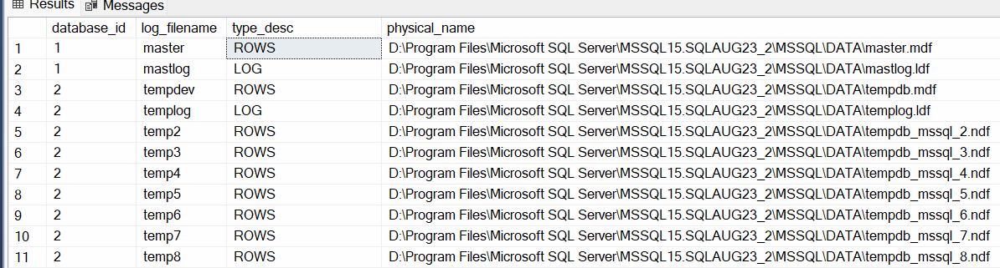 Results Messages
database_id log_filename type_desc physical_name
1 1 master ROWS D:\Program Files\Microsoft SQL Server\MSSQL15.SQLAUG23_2\MSSQL\DATA\master.mdf
2 1 mastlog LOG D:\Program Files\Microsoft SQL Server\MSSQL15.SQLAUG23_2\MSSQL\DATA\mastlog.ldf
3 2 tempdev ROWS D:\Program Files\Microsoft SQL Server\MSSQL15.SQLAUG23_2\MSSQL\DATA\tempdb.mdf
4 2 templog LOG D:\Program Files\Microsoft SQL Server\MSSQL15.SQLAUG23_2\MSSQL\DATA\templog.ldf
5 2 temp2 ROWS D:\Program Files\Microsoft SQL Server\MSSQL15.SQLAUG23_2\MSSQL\DATA\tempdb_mssql_2.ndf
6 2 temp3 ROWS D:\Program Files\Microsoft SQL Server\MSSQL15.SQLAUG23_2\MSSQL\DATA\tempdb_mssql_3.ndf
7 2 temp4 ROWS D:\Program Files\Microsoft SQL Server\MSSQL15.SQLAUG23_2\MSSQL\DATA\tempdb_mssql_4.ndf
8 2 temp5 ROWS D:\Program Files\Microsoft SQL Server\MSSQL15.SQLAUG23_2\MSSQL\DATA\tempdb_mssql_5.ndf
9 2 temp6 ROWS D:\Program Files\Microsoft SQL Server\MSSQL15.SQLAUG23_2\MSSQL\DATA\tempdb_mssql_6.ndf
10 2 temp7 ROWS D:\Program Files\Microsoft SQL Server\MSSQL15.SQLAUG23_2\MSSQL\DATA\tempdb_mssql_7.ndf
11 2 temp8 ROWS D:\Program Files\Microsoft SQL Server\MSSQL15.SQLAUG23_2\MSSQL\DATA\tempdb_mssql_8.ndf